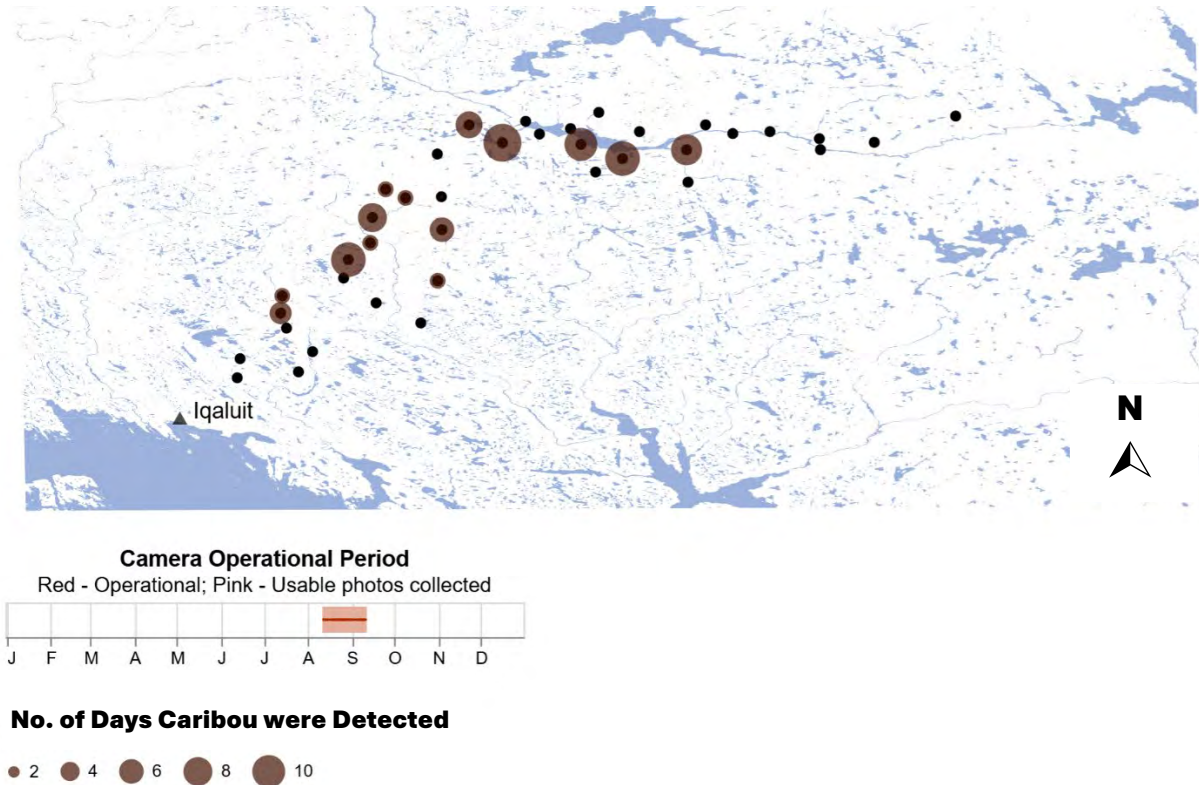 Iqaluit
N
Camera Operational Period
Red - Operational; Pink - Usable photos collected
J F M A M J J A S O N D
No. of Days Caribou were Detected
2 4 6 8 10